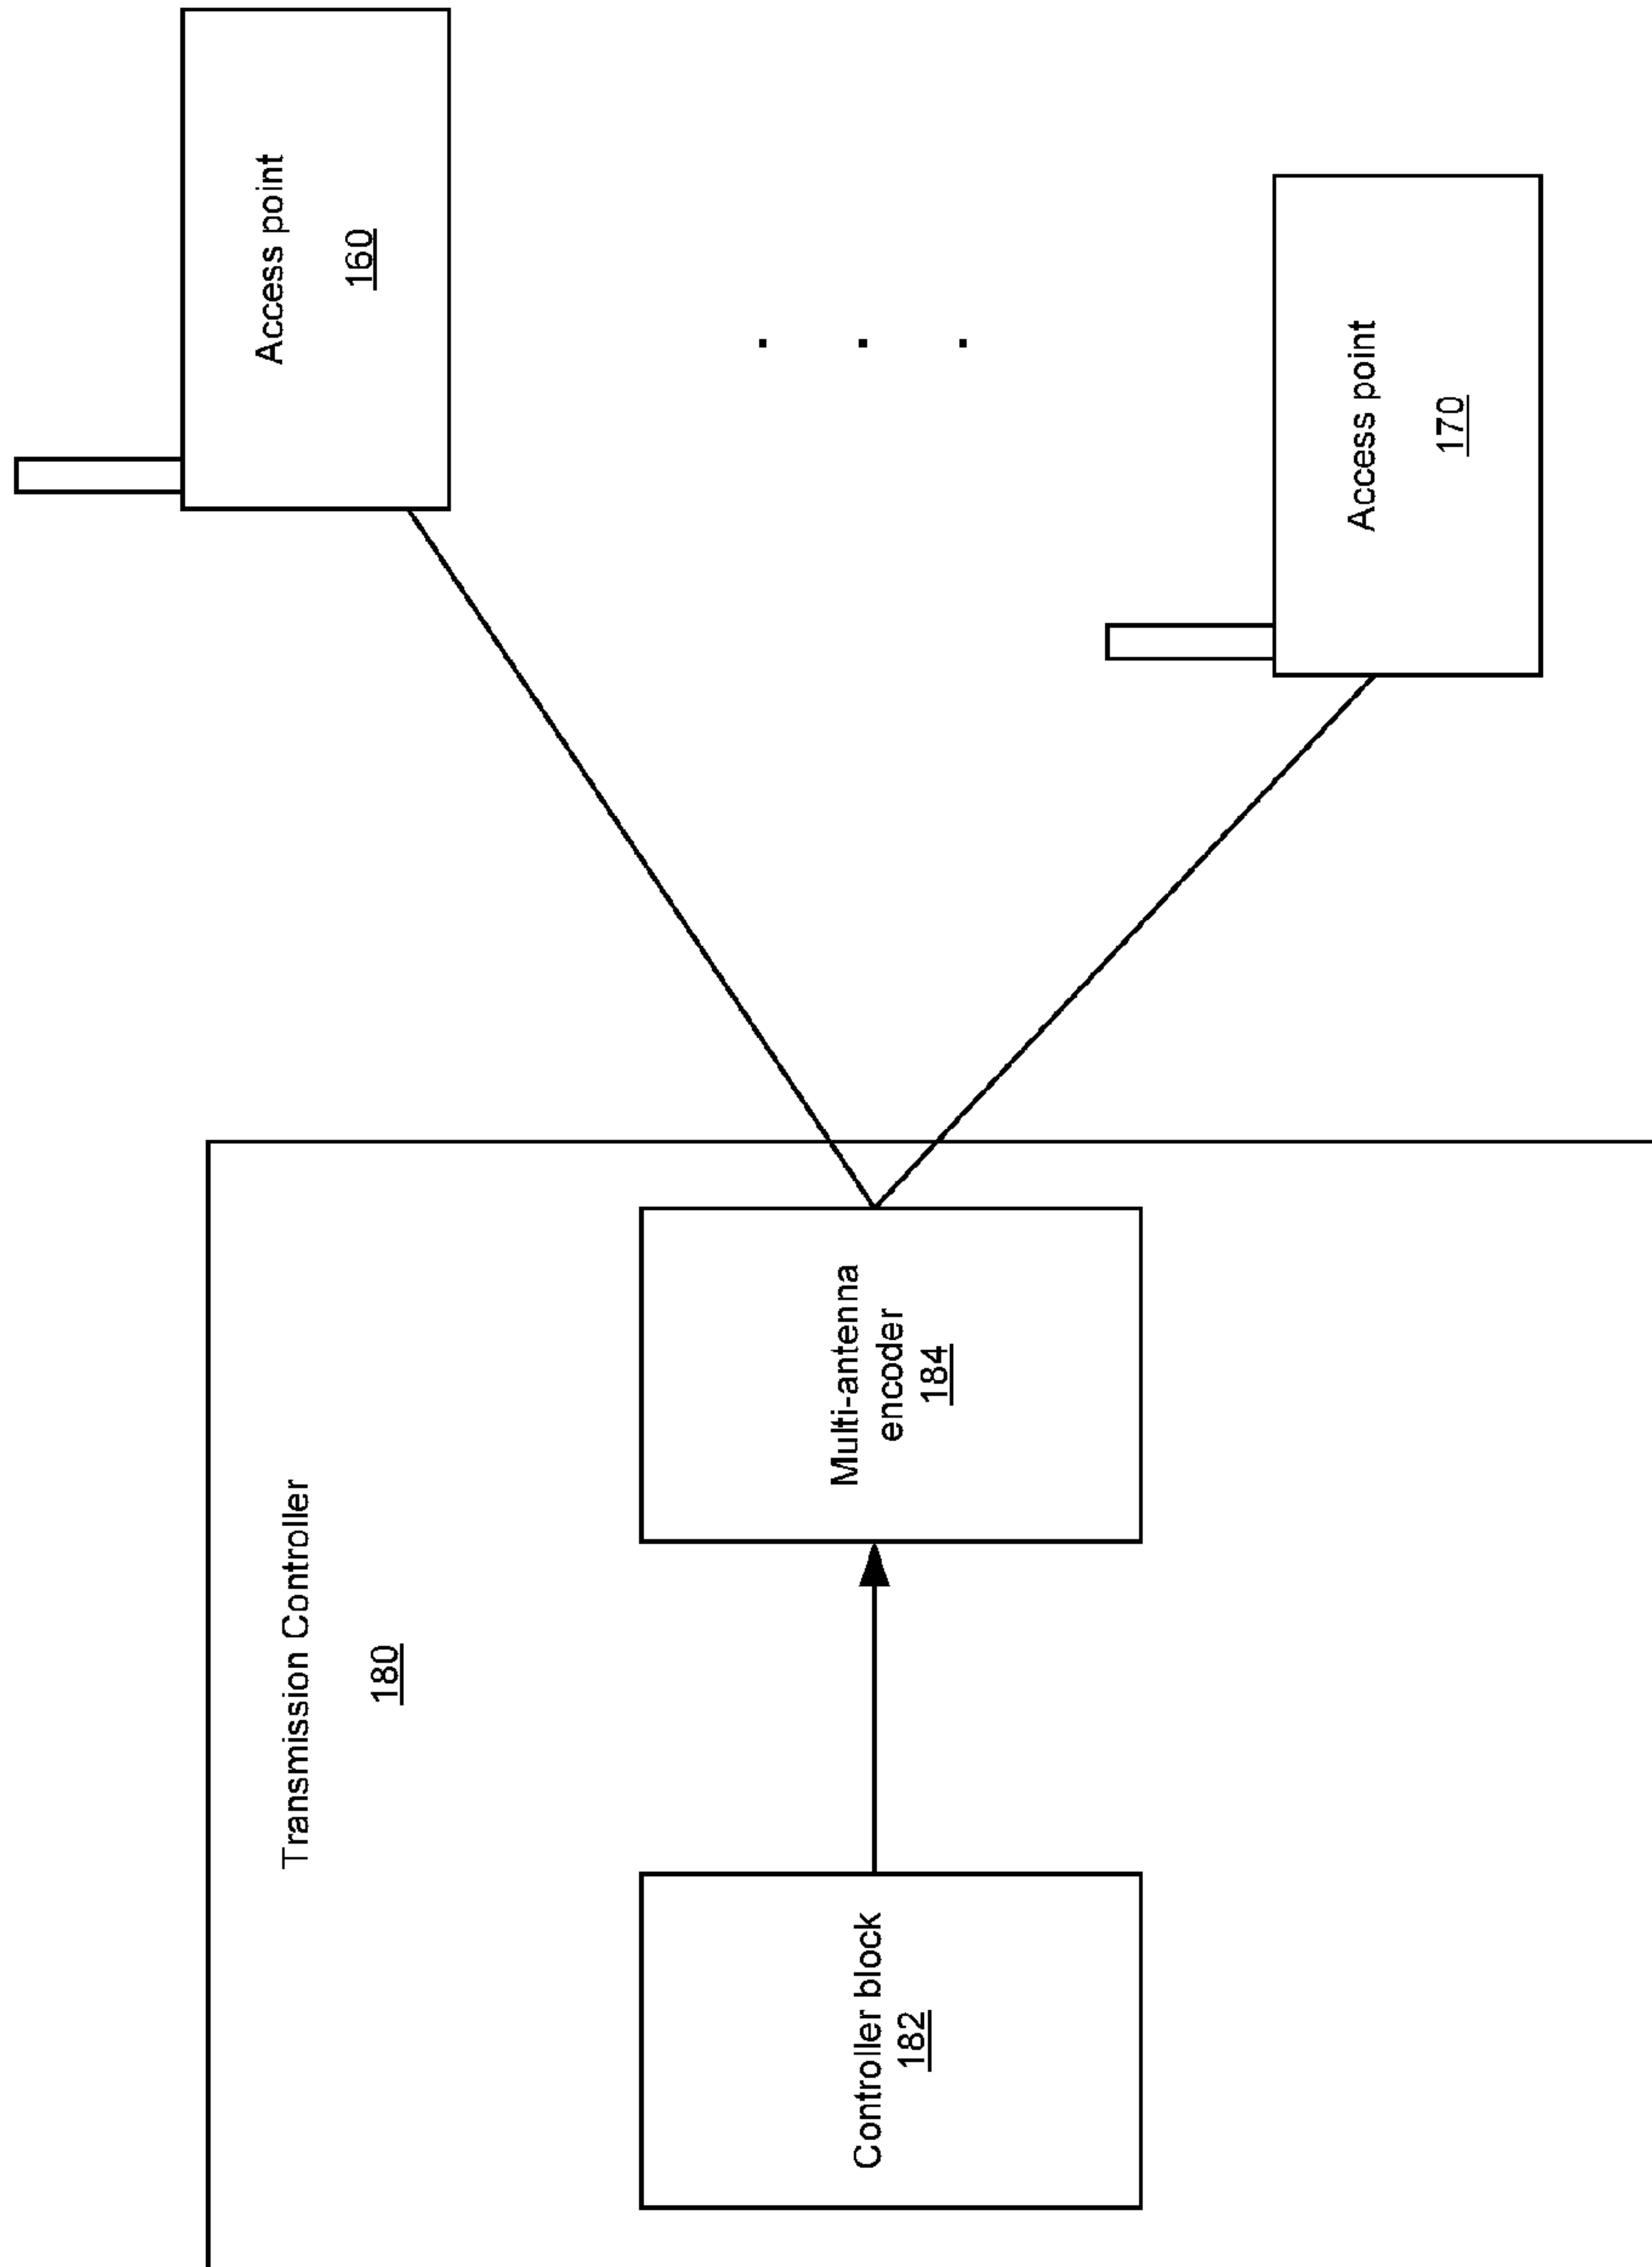 Transmission Controller
180
Controller block
182
Multi-antenna
encoder
184
Access point
160
Access point
170